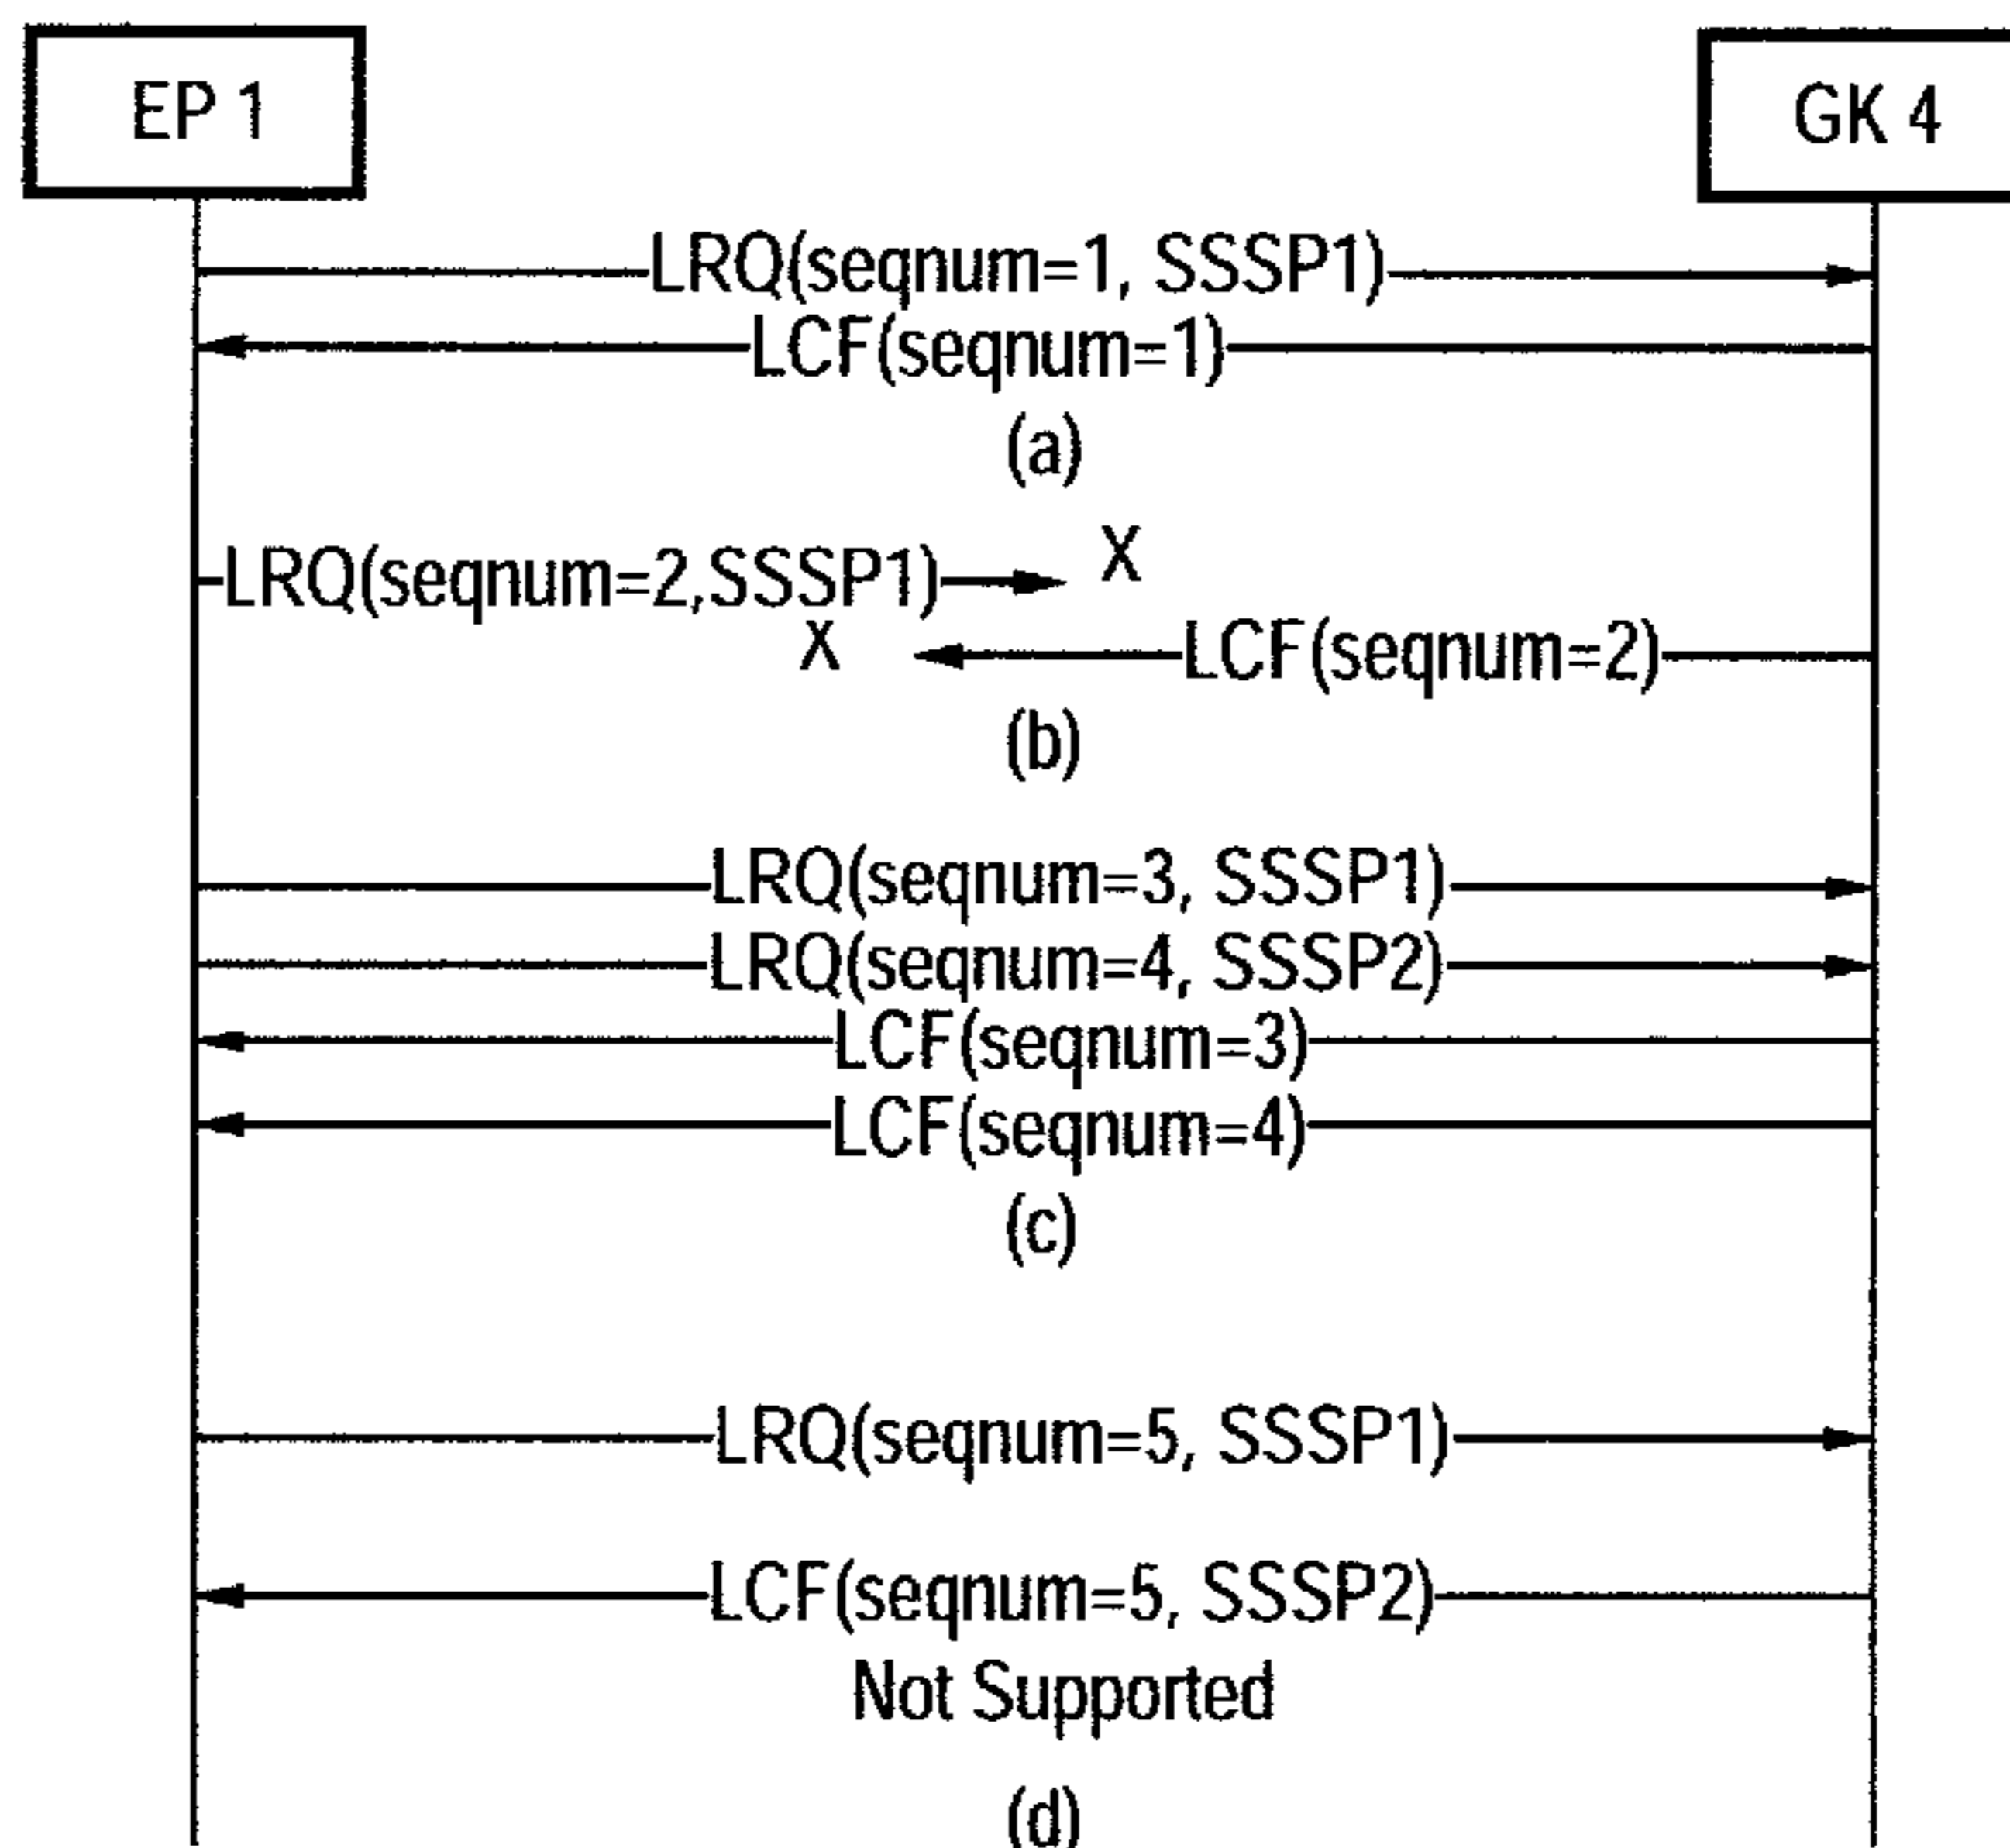 EP 1
GK 4
LRQ(seqnum=1, SSSP1)
LCF(seqnum=1)
(a)
LRQ(seqnum=2,SSSP1) X
X LCF(seqnum=2)
(b)
LRQ(seqnum=3, SSSP1)
LRQ(seqnum=4, SSSP2)
LCF(seqnum=3)
LCF(seqnum=4)
(c)
LRQ(seqnum=5, SSSP1)
LCF(seqnum=5, SSSP2)
Not Supported
(d)